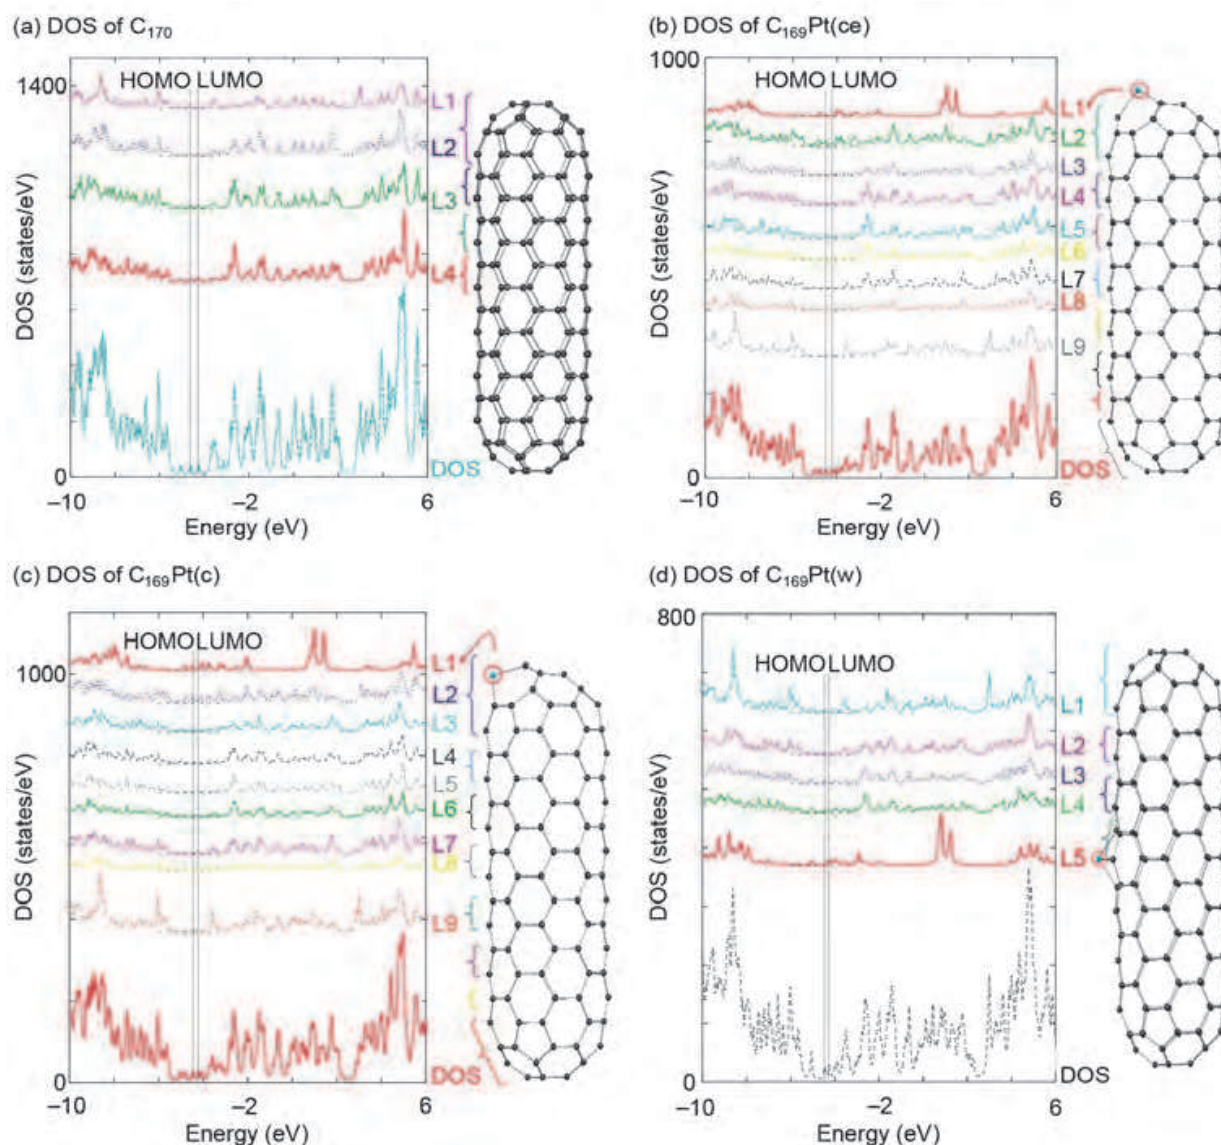 (a) DOS of C170
1400
HOMO LUMO
L1
L2
L3
L4
DOS
DOS (states/eV)
0
–10
–2
6
Energy (eV)
(b) DOS of C169Pt(ce)
1000
HOMO LUMO
L1
L2
L3
L4
L5
L6
L7
L8
L9
DOS
DOS (states/eV)
0
–10
–2
6
Energy (eV)
(c) DOS of C169Pt(c)
HOMO LUMO
1000
L1
L2
L3
L4
L5
L6
L7
L8
L9
DOS
DOS (states/eV)
0
–10
–2
6
Energy (eV)
(d) DOS of C169Pt(w)
800
HOMO LUMO
L1
L2
L3
L4
L5
DOS
DOS (states/eV)
0
–10
–2
6
Energy (eV)